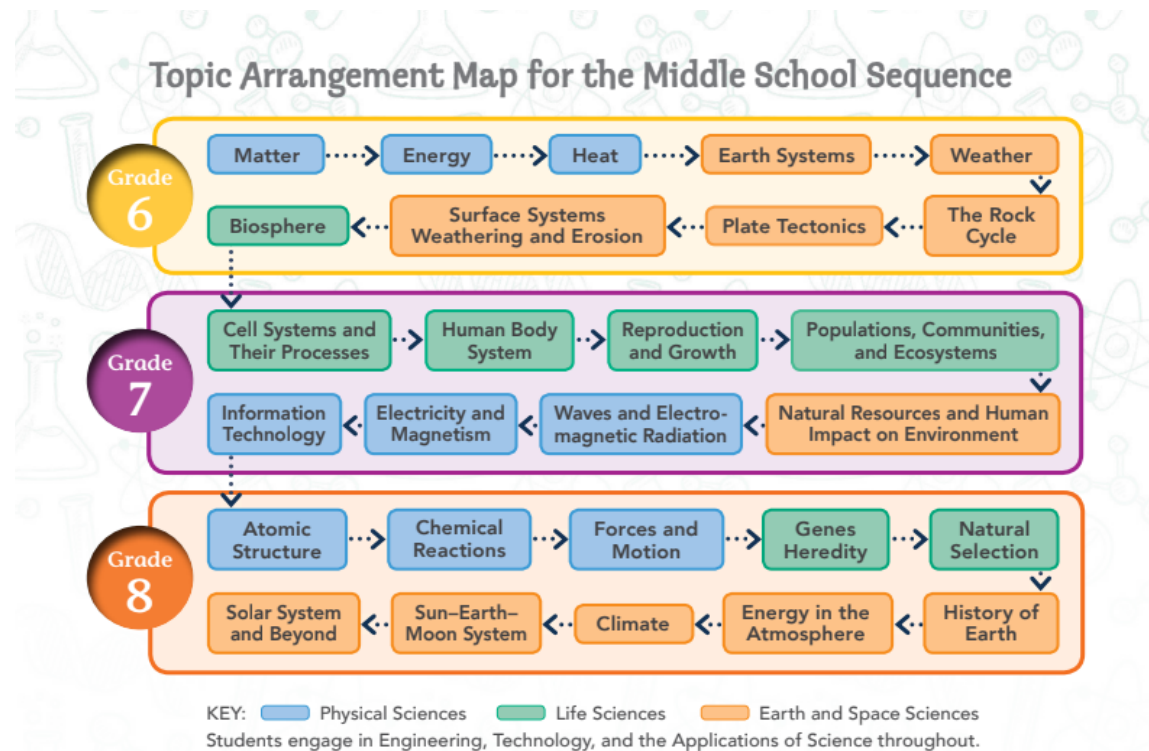 Topic Arrangement Map for the Middle School Sequence
Grade
6
Matter
Energy
Heat
Earth Systems
Weather
The Rock
Cycle
Plate Tectonics
Surface Systems
Weathering and Erosion
Biosphere
Grade
7
Cell Systems and
Their Processes
Human Body
System
Reproduction
and Growth
Populations, Communities,
and Ecosystems
Natural Resources and Human
Impact on Environment
Waves and Electro-
magnetic Radiation
Electricity and
Magnetism
Information
Technology
Grade
8
Atomic
Structure
Chemical
Reactions
Forces and
Motion
Genes
Heredity
Natural
Selection
History of
Earth
Energy in the
Atmosphere
Climate
Sun–Earth–
Moon System
Solar System
and Beyond
KEY: Physical Sciences Life Sciences Earth and Space Sciences
Students engage in Engineering, Technology, and the Applications of Science throughout.